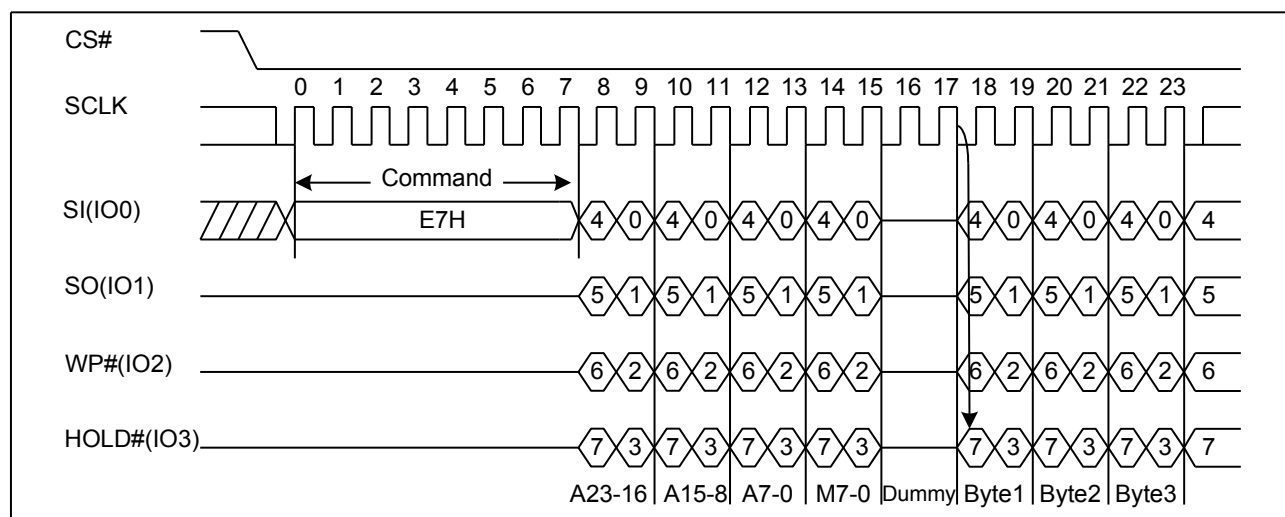 CS#
0 1 2 3 4 5 6 7 8 9 10 11 12 13 14 15 16 17 18 19 20 21 22 23
SCLK
Command
SI(IO0) E7H 4 0 4 0 4 0 4 0 4 0 4 0 4 0 4
SO(IO1) 5 1 5 1 5 1 5 1 5 1 5 1 5 1 5
WP#(IO2) 6 2 6 2 6 2 6 2 6 2 6 2 6 2 6
HOLD#(IO3) 7 3 7 3 7 3 7 3 7 3 7 3 7 3 7
A23-16 A15-8 A7-0 M7-0 Dummy Byte1 Byte2 Byte3